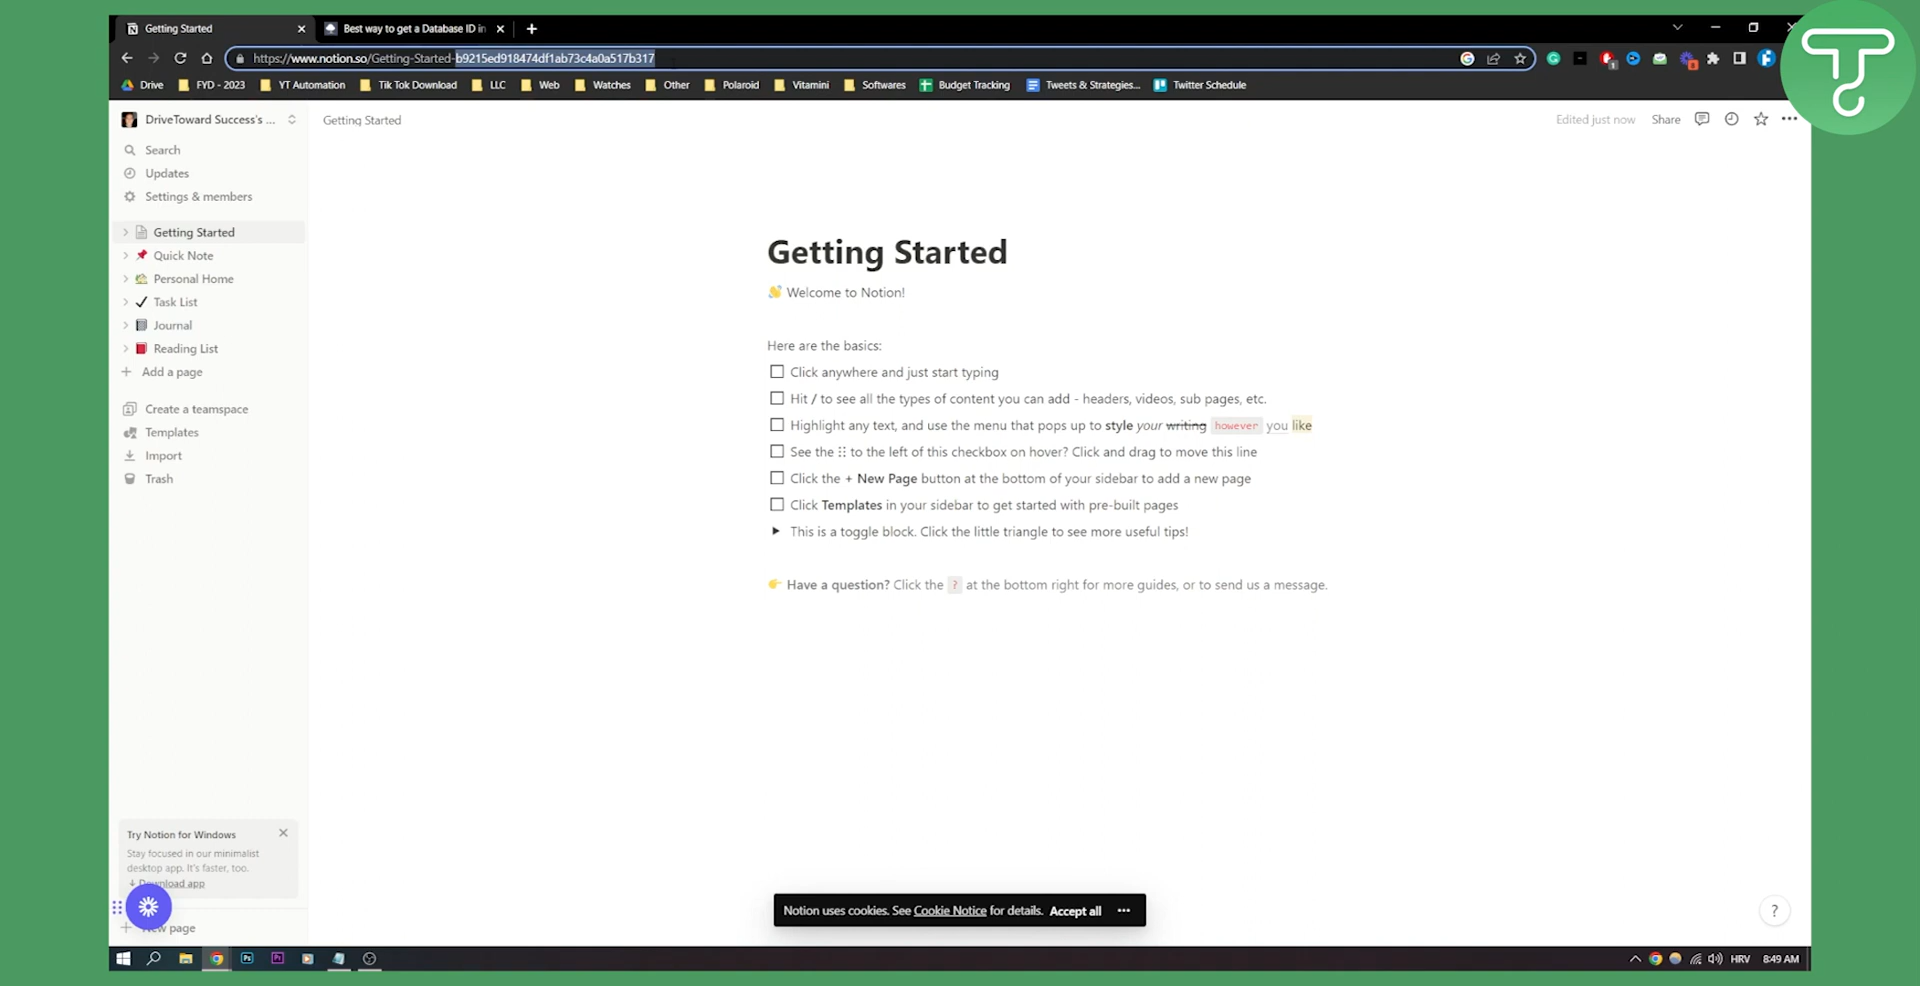 Getting Started
Best way to get a Database ID in
https://www.notion.so/Getting-Started-b9215ed918474df1ab73c4a0a517b317
Drive FYD - 2023 YT Automation Tik Tok Download LLC Web Watches Other Polaroid Vitamini Softwares Budget Tracking Tweets & Strategies... Twitter Schedule
DriveToward Success's ...
Getting Started
Edited just now Share
Search
Updates
Settings & members
Getting Started
Quick Note
Personal Home
Task List
Journal
Reading List
Add a page
Create a teamspace
Templates
Import
Trash
Getting Started
Welcome to Notion!
Here are the basics:
Click anywhere and just start typing
Hit / to see all the types of content you can add - headers, videos, sub pages, etc.
Highlight any text, and use the menu that pops up to style your writing however you like
See the ⋮⋮ to the left of this checkbox on hover? Click and drag to move this line
Click the + New Page button at the bottom of your sidebar to add a new page
Click Templates in your sidebar to get started with pre-built pages
This is a toggle block. Click the little triangle to see more useful tips!
Have a question? Click the ? at the bottom right for more guides, or to send us a message.
Try Notion for Windows
Stay focused in our minimalist
desktop app. It's faster, too.
Download app
New page
Notion uses cookies. See Cookie Notice for details. Accept all
?
Ps Pr
HRV 8:49 AM